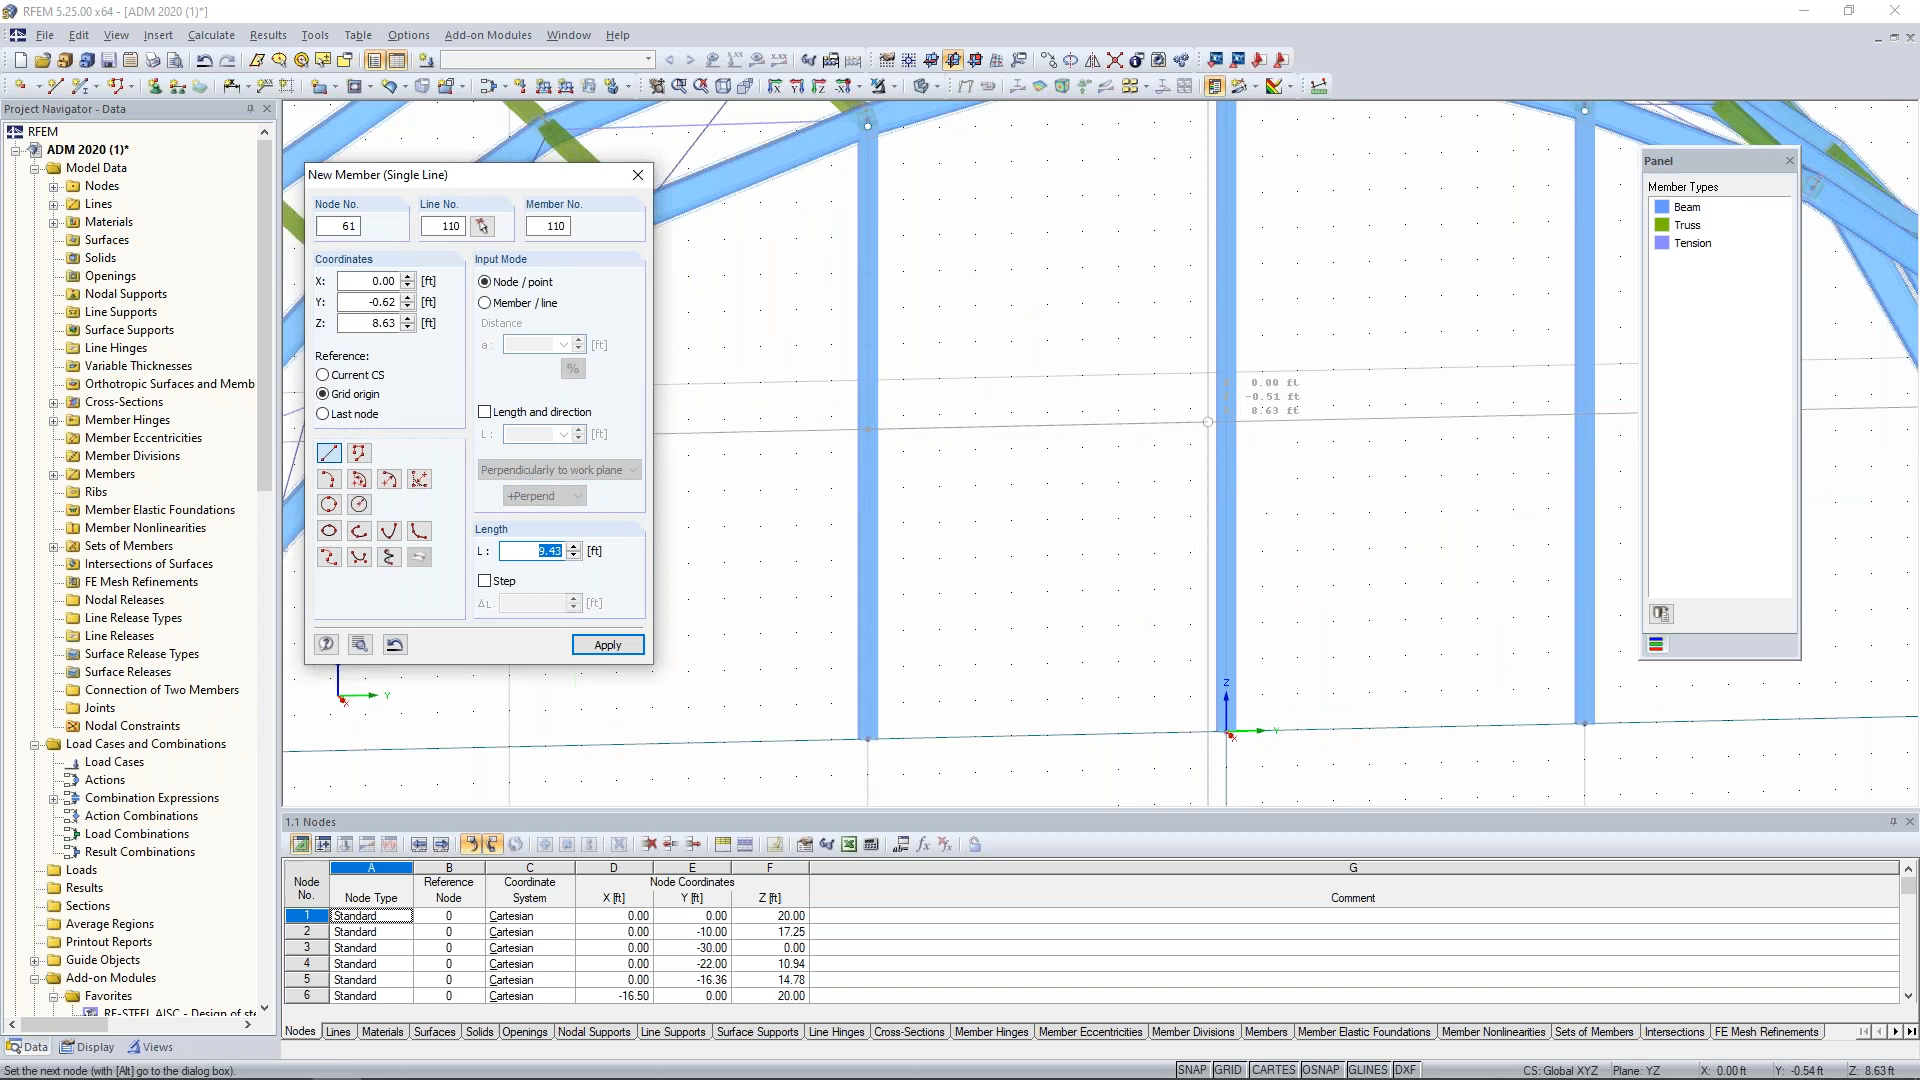 RFEM 5.25.00 x64 - [ADM 2020 (1)*]
File Edit View Insert Calculate Results Tools Table Options Add-on Modules Window Help
Project Navigator - Data
RFEM
ADM 2020 (1)*
Model Data
Nodes
Lines
Materials
Surfaces
Solids
Openings
Nodal Supports
Line Supports
Surface Supports
Line Hinges
Variable Thicknesses
Orthotropic Surfaces and Memb
Cross-Sections
Member Hinges
Member Eccentricities
Member Divisions
Members
Ribs
Member Elastic Foundations
Member Nonlinearities
Sets of Members
Intersections of Surfaces
FE Mesh Refinements
Nodal Releases
Line Release Types
Line Releases
Surface Release Types
Surface Releases
Connection of Two Members
Joints
Nodal Constraints
Load Cases and Combinations
Load Cases
Actions
Combination Expressions
Action Combinations
Load Combinations
Result Combinations
Loads
Results
Sections
Average Regions
Printout Reports
Guide Objects
Add-on Modules
Favorites
RF-STEEL AISC - Design of ste
Data Display Views
New Member (Single Line)
Node No. Line No. Member No.
61 110 110
Coordinates
X: 0.00 [ft]
Y: -0.62 [ft]
Z: 8.63 [ft]
Reference:
Current CS
Grid origin
Last node
Input Mode
Node / point
Member / line
Distance
a: [ft]
%
Length and direction
L: [ft]
Perpendicularly to work plane
+Perpend
Length
L: 9.43 [ft]
Step
ΔL: [ft]
Apply
0.00 ft
-0.51 ft
8.63 ft
Z
Y
X
Y
Panel
Member Types
Beam
Truss
Tension
1.1 Nodes
A B C D E F G
Node No. Node Type Reference Node Coordinate System Node Coordinates X [ft] Y [ft] Z [ft] Comment
1 Standard 0 Cartesian 0.00 0.00 20.00
2 Standard 0 Cartesian 0.00 -10.00 17.25
3 Standard 0 Cartesian 0.00 -30.00 0.00
4 Standard 0 Cartesian 0.00 -22.00 10.94
5 Standard 0 Cartesian 0.00 -16.36 14.78
6 Standard 0 Cartesian -16.50 0.00 20.00
Nodes Lines Materials Surfaces Solids Openings Nodal Supports Line Supports Surface Supports Line Hinges Cross-Sections Member Hinges Member Eccentricities Member Divisions Members Member Elastic Foundations Member Nonlinearities Sets of Members Intersections FE Mesh Refinements
Set the next node (with [Alt] go to the dialog box).
SNAP GRID CARTES OSNAP GLINES DXF CS: Global XYZ Plane: YZ X: 0.00 ft Y: -0.54 ft Z: 8.63 ft